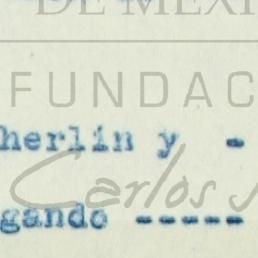 DE MEXI
FUNDAC
herlin y -
Carlos
gando -----